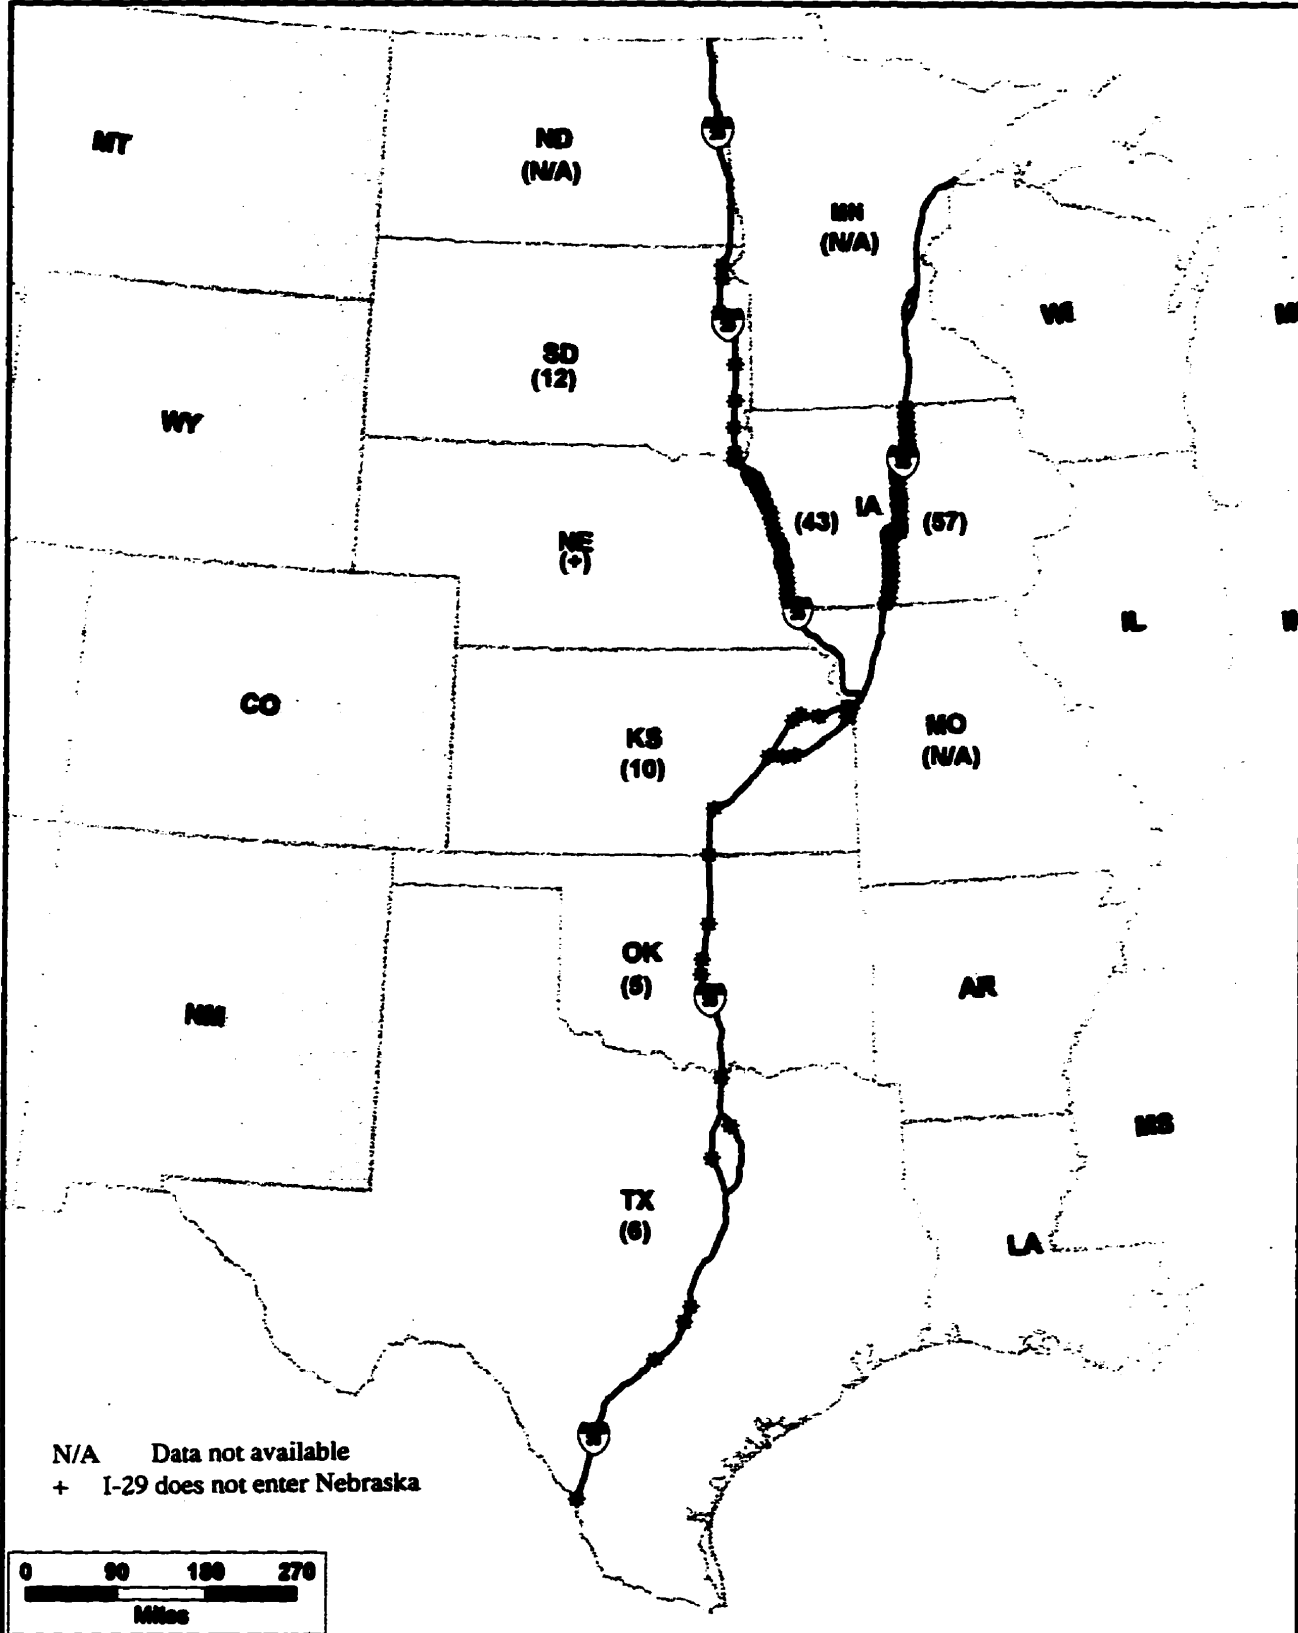 MT
ND
(N/A)
MN
(N/A)
WI
SD
(12)
WY
IA
(43)
(57)
NE
(+)
IL
CO
KS
(10)
MO
(N/A)
OK
(5)
AR
NM
MS
TX
(6)
LA
N/A Data not available
+ I-29 does not enter Nebraska
0 90 180 270
Miles